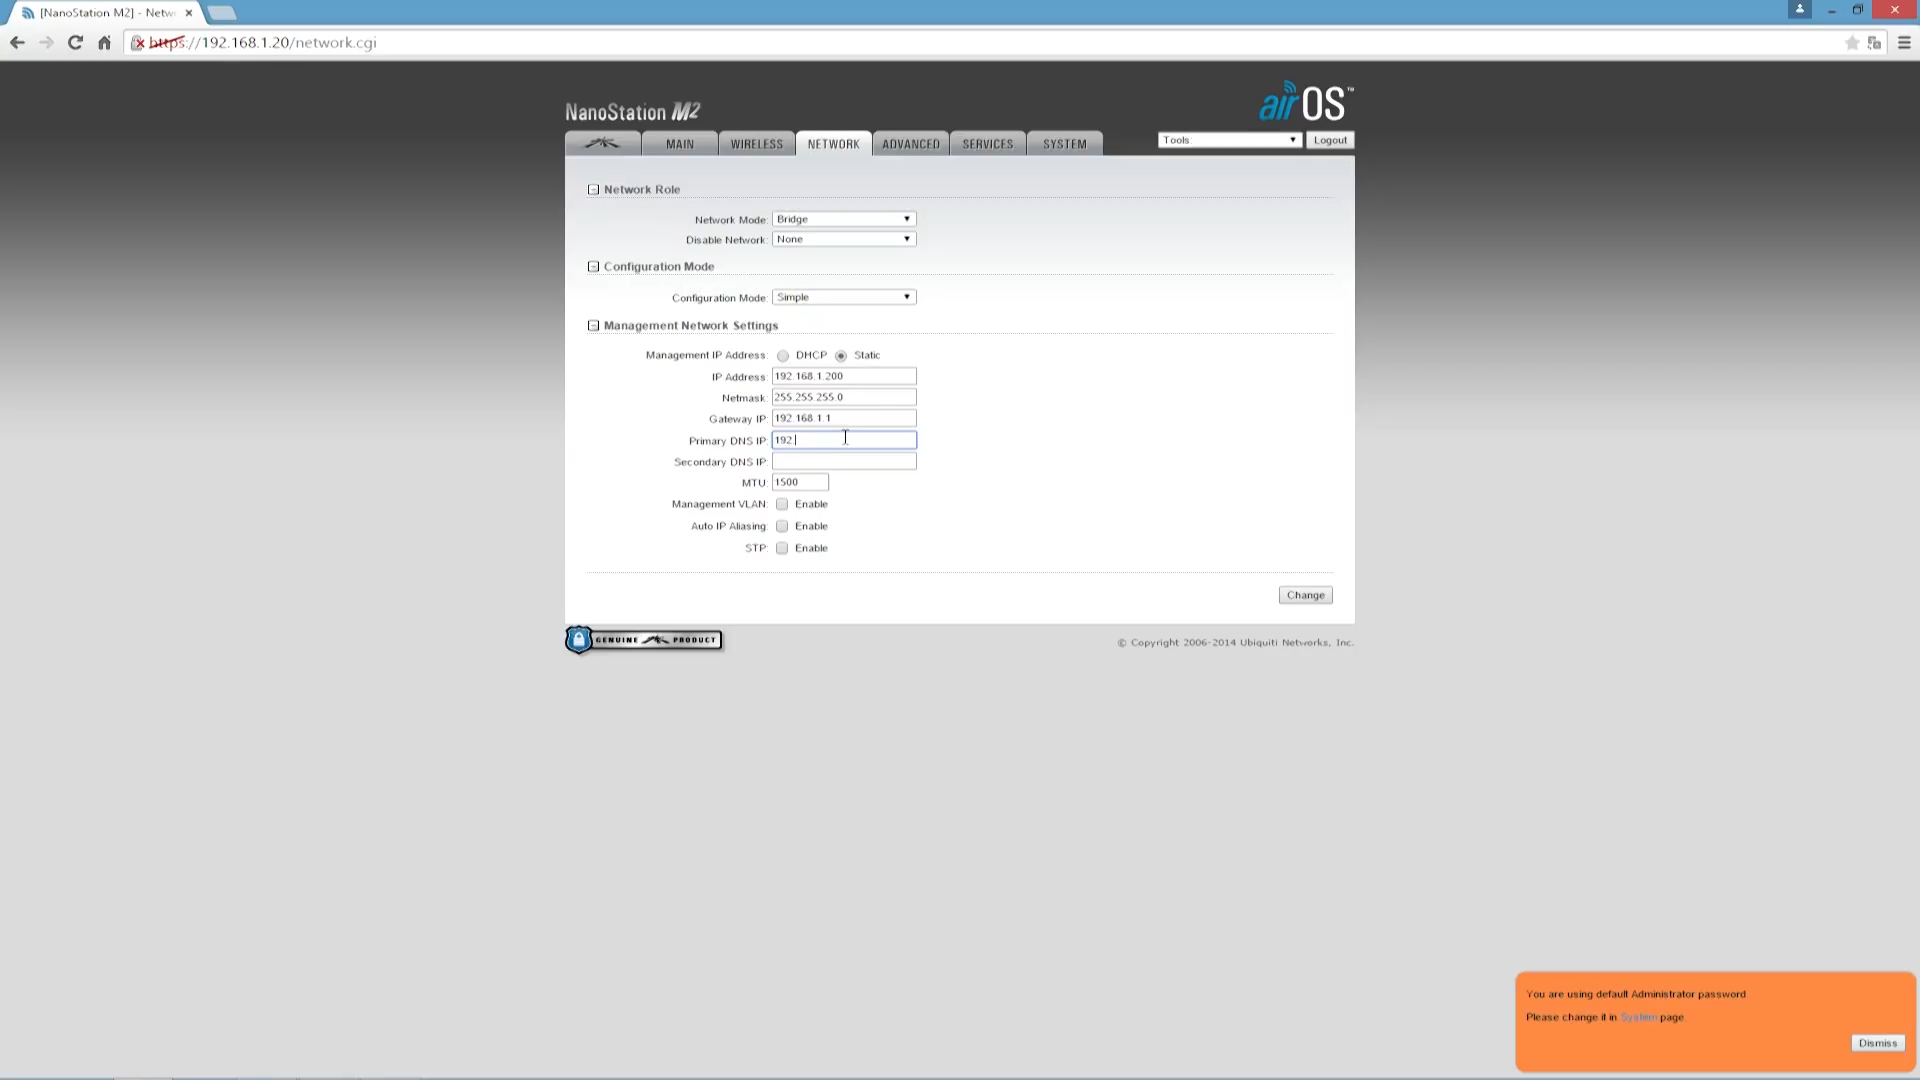 [NanoStation M2] - Netw
https://192.168.1.20/network.cgi
NanoStation M2
airOS™
MAIN
WIRELESS
NETWORK
ADVANCED
SERVICES
SYSTEM
Tools:
Logout
Network Role
Network Mode: Bridge
Disable Network: None
Configuration Mode
Configuration Mode: Simple
Management Network Settings
Management IP Address: DHCP Static
IP Address: 192.168.1.200
Netmask: 255.255.255.0
Gateway IP: 192.168.1.1
Primary DNS IP: 192
Secondary DNS IP:
MTU: 1500
Management VLAN: Enable
Auto IP Aliasing: Enable
STP: Enable
Change
GENUINE PRODUCT
© Copyright 2006-2014 Ubiquiti Networks, Inc.
You are using default Administrator password
Please change it in System page.
Dismiss